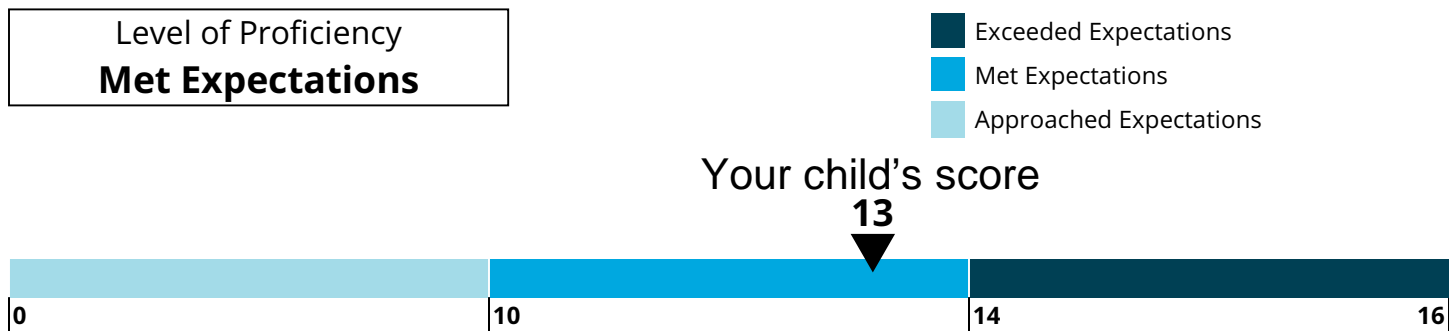 Level of Proficiency
Met Expectations
Exceeded Expectations
Met Expectations
Approached Expectations
Your child's score
13
0 10 14 16